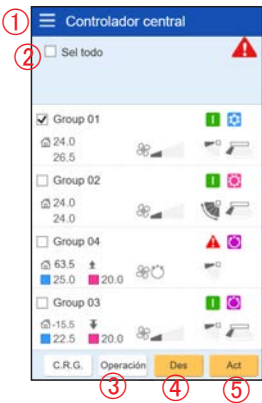 ① Controlador central
② Sel todo
Group 01
24.0
26.5
Group 02
24.0
24.0
Group 04
63.5
25.0 20.0
Group 03
-15.5
22.5 20.0
C.R.G. Operación Des Act
③ ④ ⑤